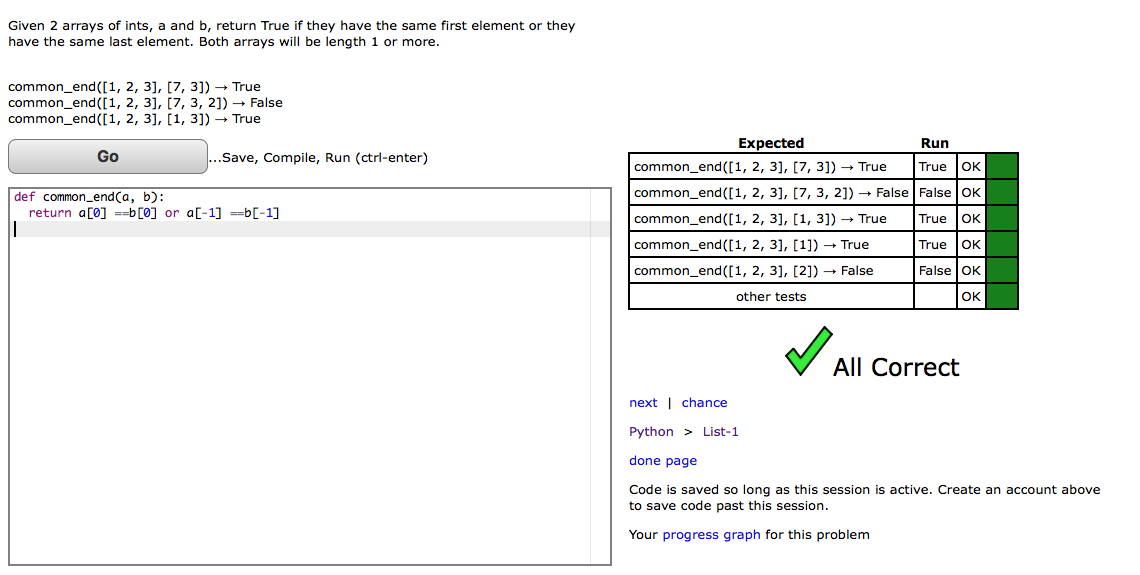 Given 2 arrays of ints, a and b, return True if they have the same first element or they
have the same last element. Both arrays will be length 1 or more.
common_end([1, 2, 3], [7, 3]) → True
common_end([1, 2, 3], [7, 3, 2]) → False
common_end([1, 2, 3], [1, 3]) → True
Go ...Save, Compile, Run (ctrl-enter)
def common_end(a, b):
  return a[0] ==b[0] or a[-1] ==b[-1]
Expected Run
common_end([1, 2, 3], [7, 3]) → True True OK
common_end([1, 2, 3], [7, 3, 2]) → False False OK
common_end([1, 2, 3], [1, 3]) → True True OK
common_end([1, 2, 3], [1]) → True True OK
common_end([1, 2, 3], [2]) → False False OK
other tests OK
All Correct
next | chance
Python > List-1
done page
Code is saved so long as this session is active. Create an account above
to save code past this session.
Your progress graph for this problem